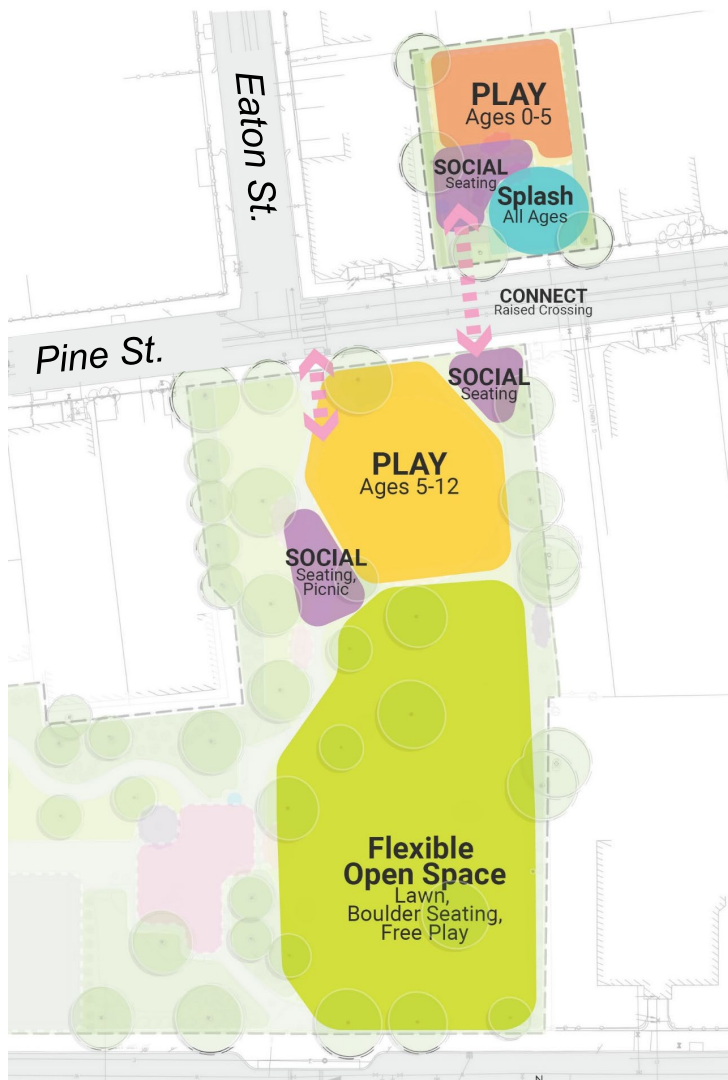 Eaton St.
PLAY
Ages 0-5
SOCIAL
Seating
Splash
All Ages
CONNECT
Raised Crossing
Pine St.
SOCIAL
Seating
PLAY
Ages 5-12
SOCIAL
Seating,
Picnic
Flexible
Open Space
Lawn,
Boulder Seating,
Free Play